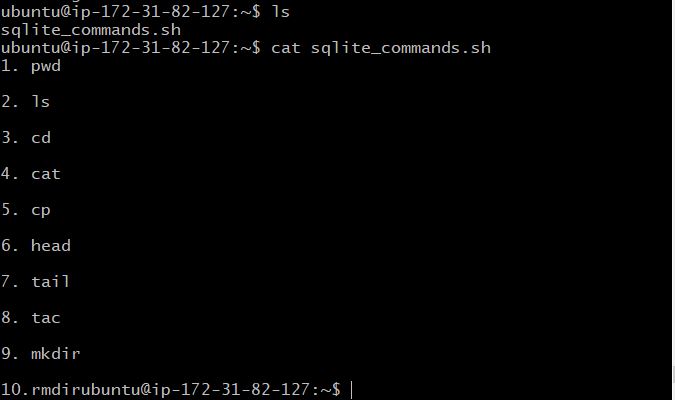 ubuntu@ip-172-31-82-127:~$ ls
sqlite_commands.sh
ubuntu@ip-172-31-82-127:~$ cat sqlite_commands.sh
1. pwd
2. ls
3. cd
4. cat
5. cp
6. head
7. tail
8. tac
9. mkdir
10.rmdirubuntu@ip-172-31-82-127:~$